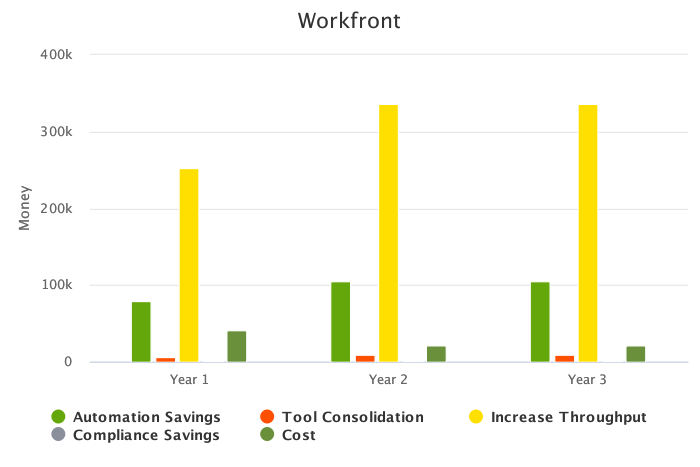 Workfront
400k
300k
200k
100k
0
Money
Year 1 Year 2 Year 3
Automation Savings Tool Consolidation Increase Throughput
Compliance Savings Cost